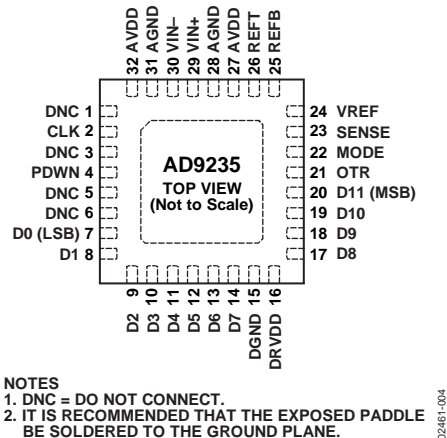 32 AVDD
31 AGND
30 VIN–
29 VIN+
28 AGND
27 AVDD
26 REFT
25 REFB
DNC 1
CLK 2
DNC 3
PDWN 4
DNC 5
DNC 6
D0 (LSB) 7
D1 8
24 VREF
23 SENSE
22 MODE
21 OTR
20 D11 (MSB)
19 D10
18 D9
17 D8
AD9235
TOP VIEW
(Not to Scale)
D2 9
D3 10
D4 11
D5 12
D6 13
D7 14
DGND 15
DRVDD 16
NOTES
1. DNC = DO NOT CONNECT.
2. IT IS RECOMMENDED THAT THE EXPOSED PADDLE
BE SOLDERED TO THE GROUND PLANE.
02461-004